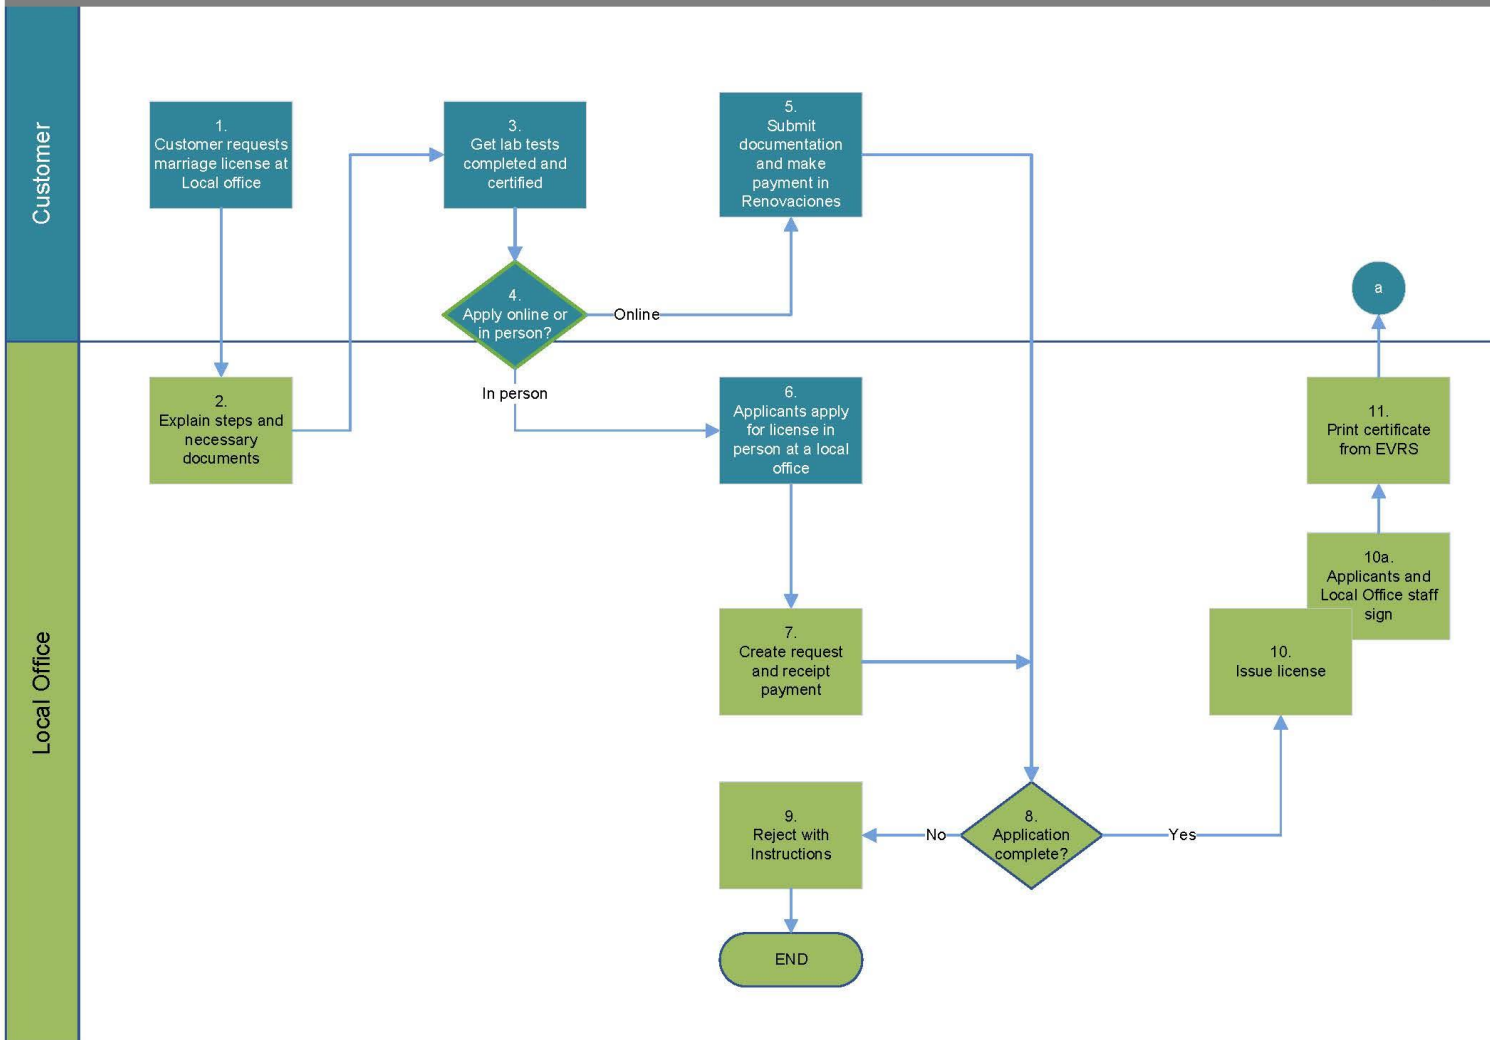 Customer
1.
Customer requests
marriage license at
Local office
3.
Get lab tests
completed and
certified
5.
Submit
documentation
and make
payment in
Renovaciones
4.
Apply online or
in person?
Online
a
Local Office
2.
Explain steps and
necessary
documents
In person
6.
Applicants apply
for license in
person at a local
office
7.
Create request
and receipt
payment
8.
Application
complete?
No
Yes
9.
Reject with
Instructions
END
10.
Issue license
10a.
Applicants and
Local Office staff
sign
11.
Print certificate
from EVRS